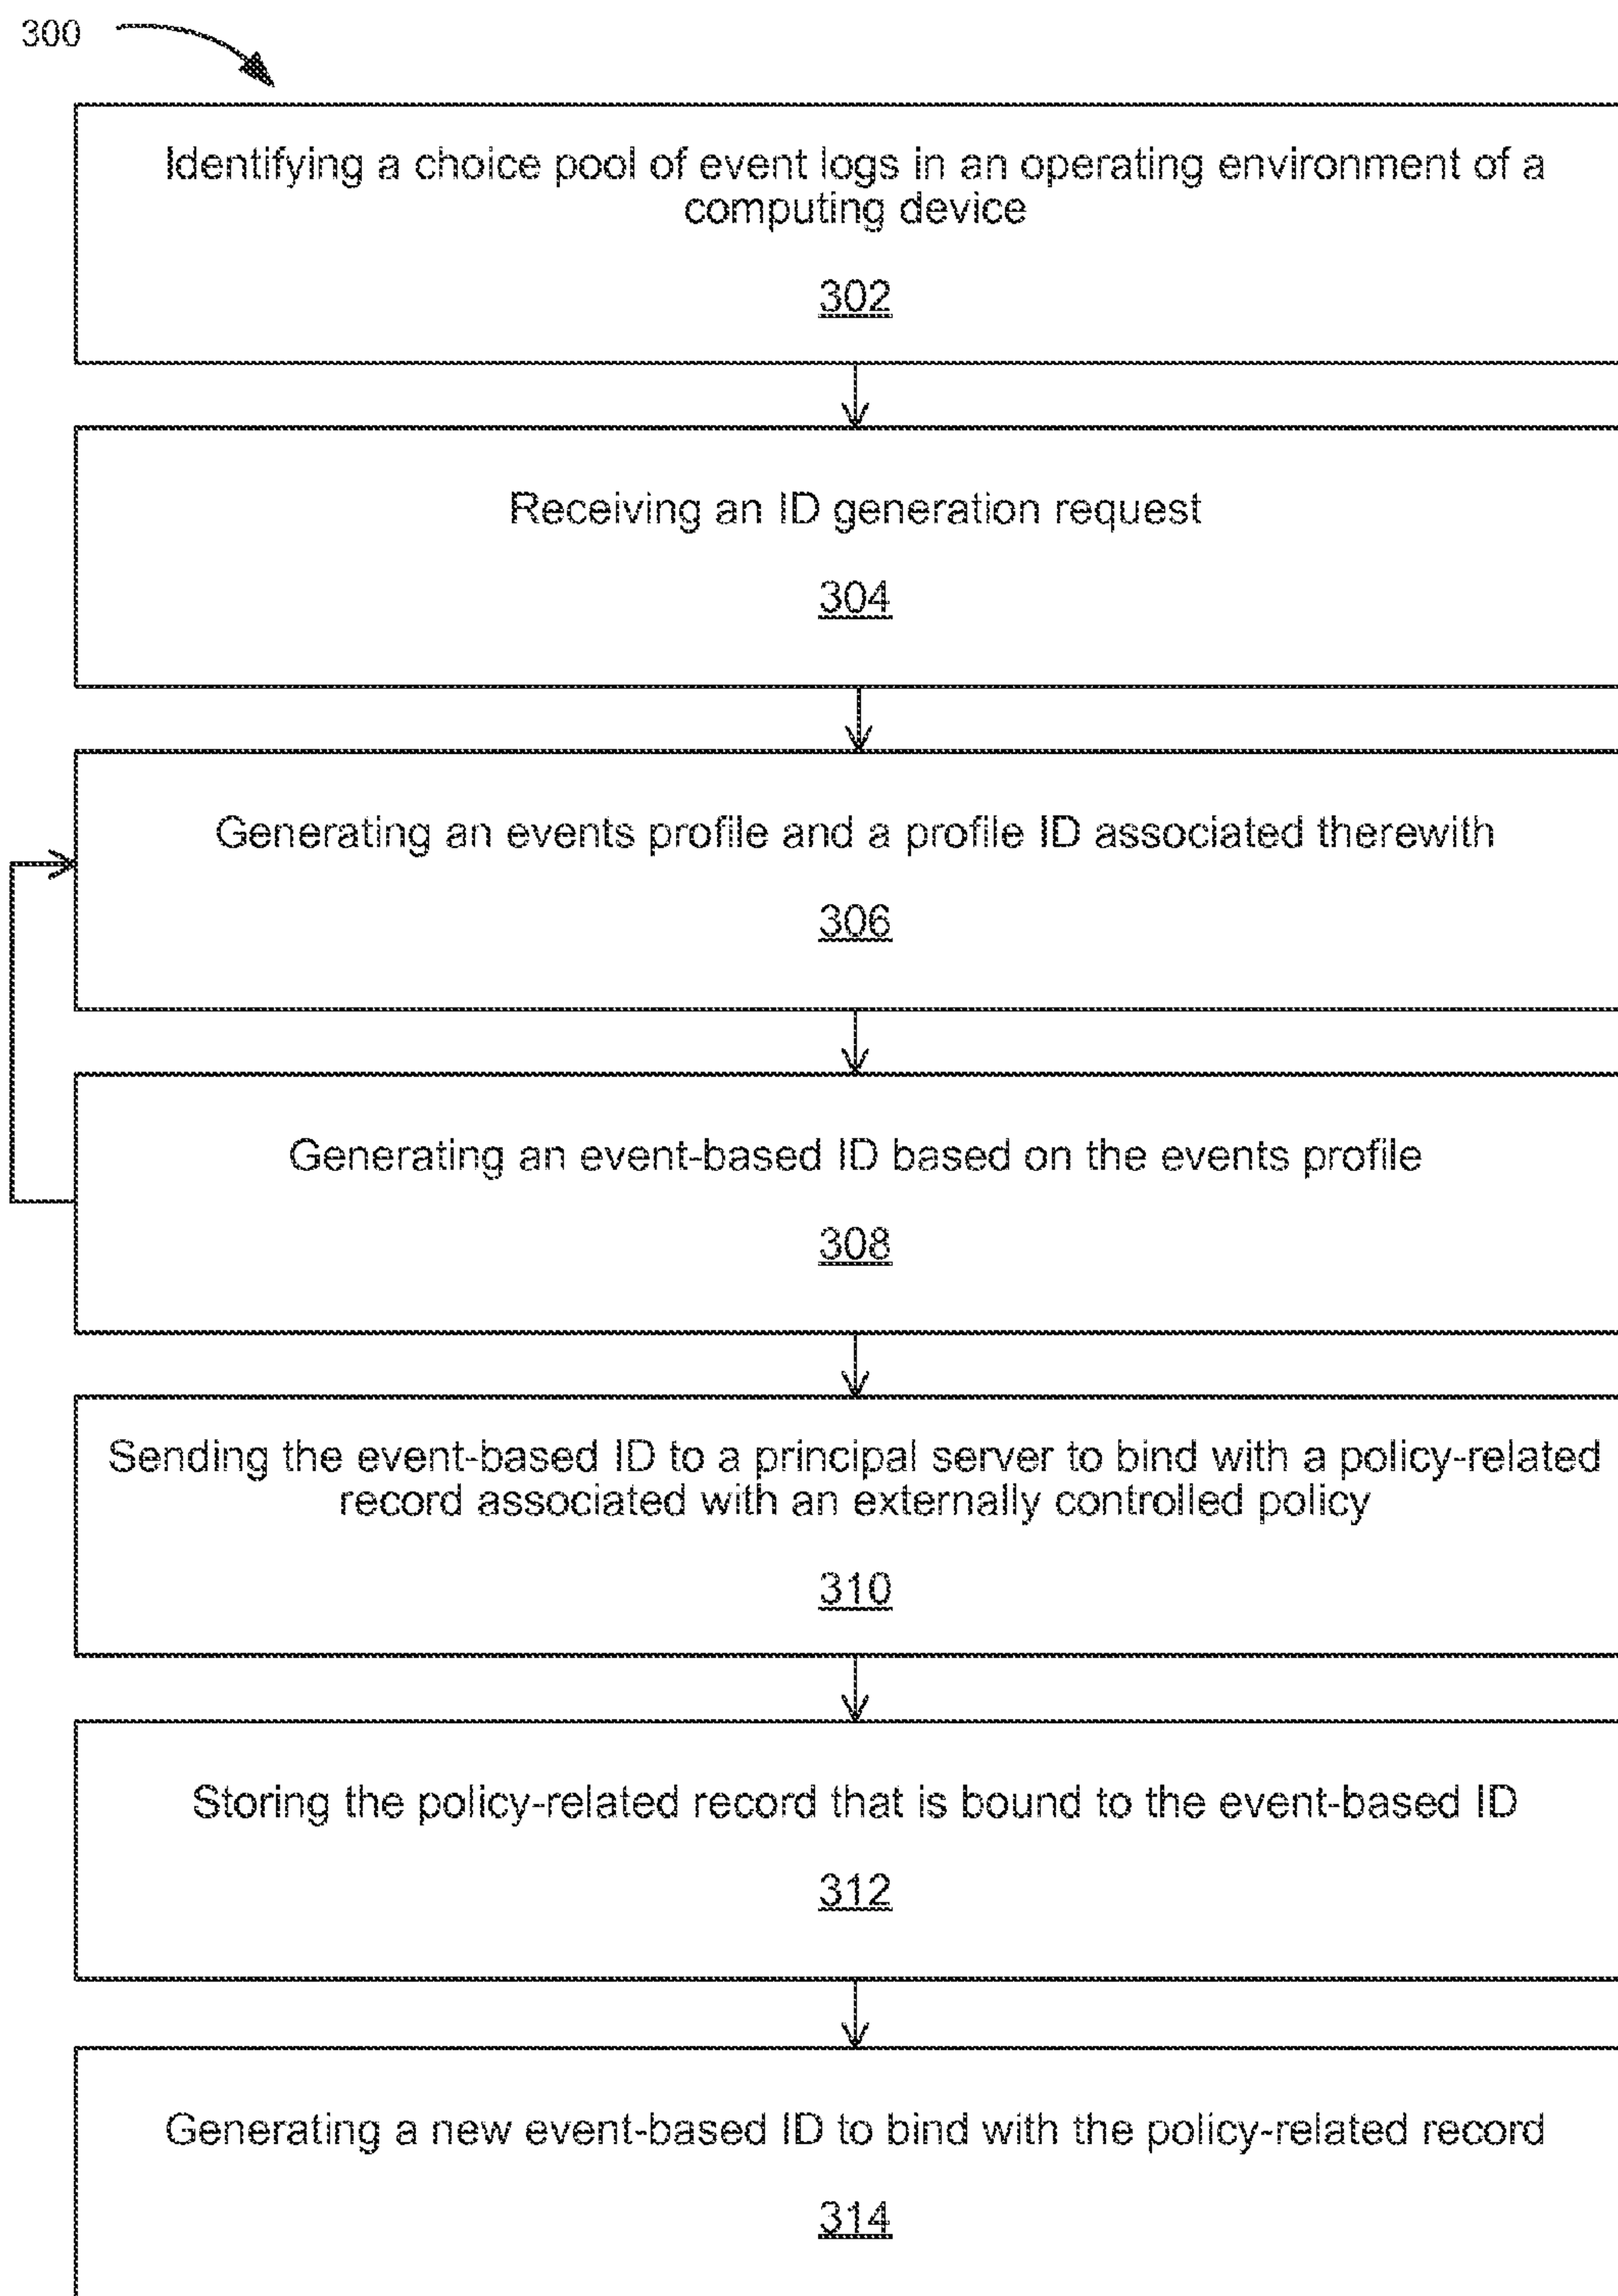 300
Identifying a choice pool of event logs in an operating environment of a
computing device
302
Receiving an ID generation request
304
Generating an events profile and a profile ID associated therewith
306
Generating an event-based ID based on the events profile
308
Sending the event-based ID to a principal server to bind with a policy-related
record associated with an externally controlled policy
310
Storing the policy-related record that is bound to the event-based ID
312
Generating a new event-based ID to bind with the policy-related record
314